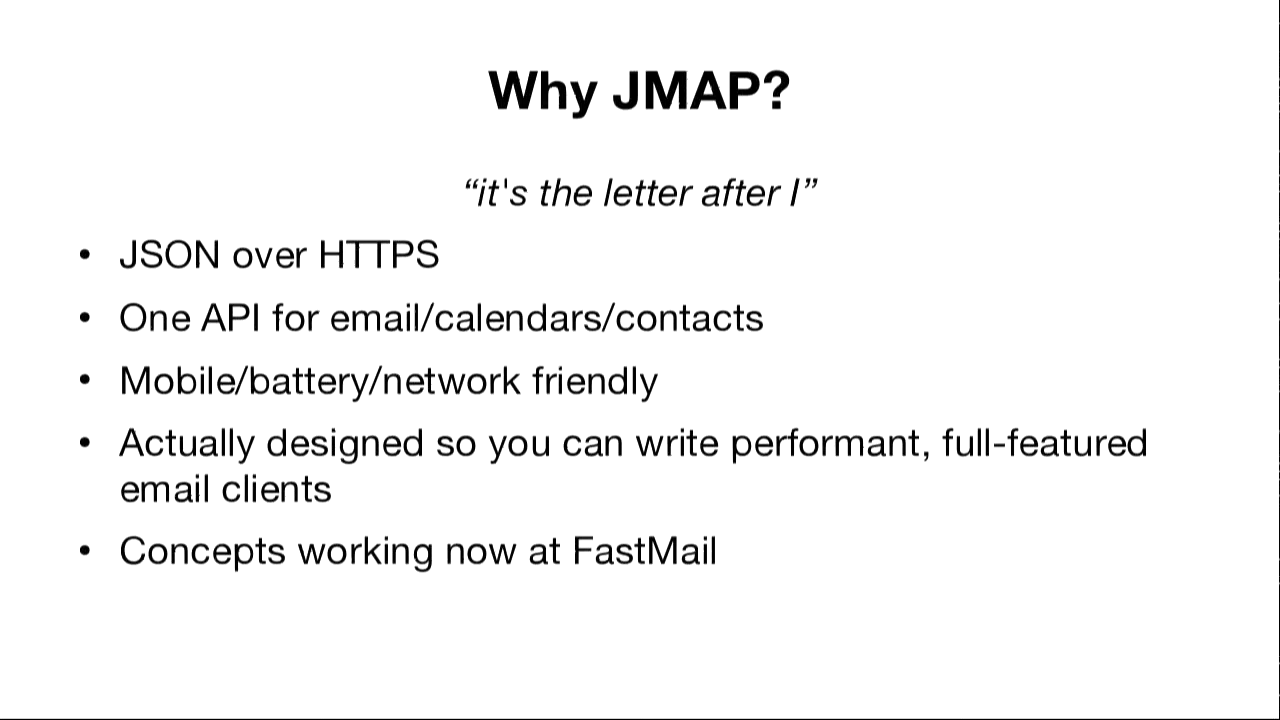 Why JMAP?
“it's the letter after I”
• JSON over HTTPS
• One API for email/calendars/contacts
• Mobile/battery/network friendly
• Actually designed so you can write performant, full-featured
email clients
• Concepts working now at FastMail